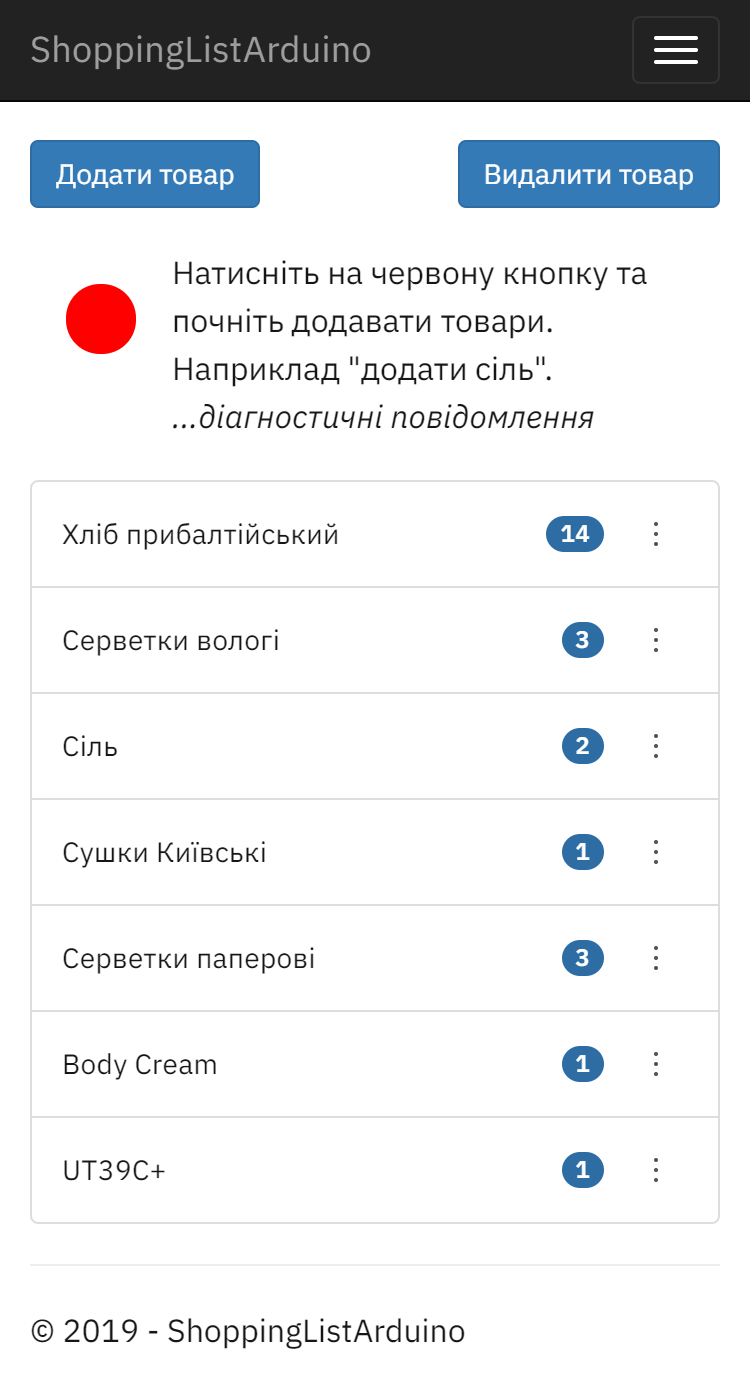 ShoppingListArduino
Додати товар
Видалити товар
Натисніть на червону кнопку та
почніть додавати товари.
Наприклад "додати сіль".
...діагностичні повідомлення
Хліб прибалтійський 14
Серветки вологі 3
Сіль 2
Сушки Київські 1
Серветки паперові 3
Body Cream 1
UT39C+ 1
© 2019 - ShoppingListArduino